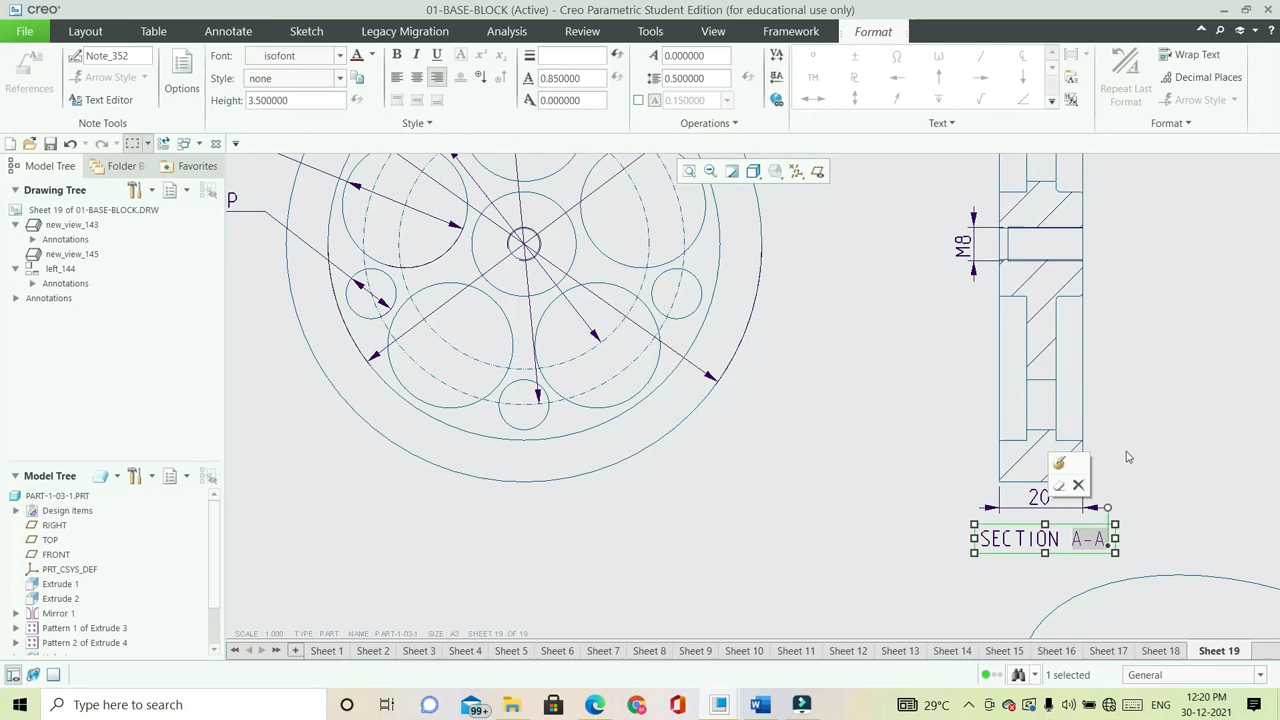 creo
01-BASE-BLOCK (Active) - Creo Parametric Student Edition (for educational use only)
File Layout Table Annotate Sketch Legacy Migration Analysis Review Tools View Framework Format
References
Note_352
Arrow Style
Text Editor
Note Tools
Options
Font: isofont
Style: none
Height: 3.500000
B I U
0.850000
0.000000
Style
0.000000
0.500000
0.150000
Operations
TM
Text
Repeat Last Format
Wrap Text
Decimal Places
Arrow Style
Format
Model Tree Folder B Favorites
Drawing Tree
Sheet 19 of 01-BASE-BLOCK.DRW
new_view_143
Annotations
new_view_145
left_144
Annotations
Annotations
Model Tree
PART-1-03-1.PRT
Design Items
RIGHT
TOP
FRONT
PRT_CSYS_DEF
Extrude 1
Extrude 2
Mirror 1
Pattern 1 of Extrude 3
Pattern 2 of Extrude 4
P
M8
20
SECTION A-A.
SCALE : 1.000 TYPE : PART NAME : PART-1-03-1 SIZE : A3 SHEET 19 OF 19
Sheet 1 Sheet 2 Sheet 3 Sheet 4 Sheet 5 Sheet 6 Sheet 7 Sheet 8 Sheet 9 Sheet 10 Sheet 11 Sheet 12 Sheet 13 Sheet 14 Sheet 15 Sheet 16 Sheet 17 Sheet 18 Sheet 19
1 selected
General
Type here to search
99+
29°C
ENG
12:20 PM
30-12-2021